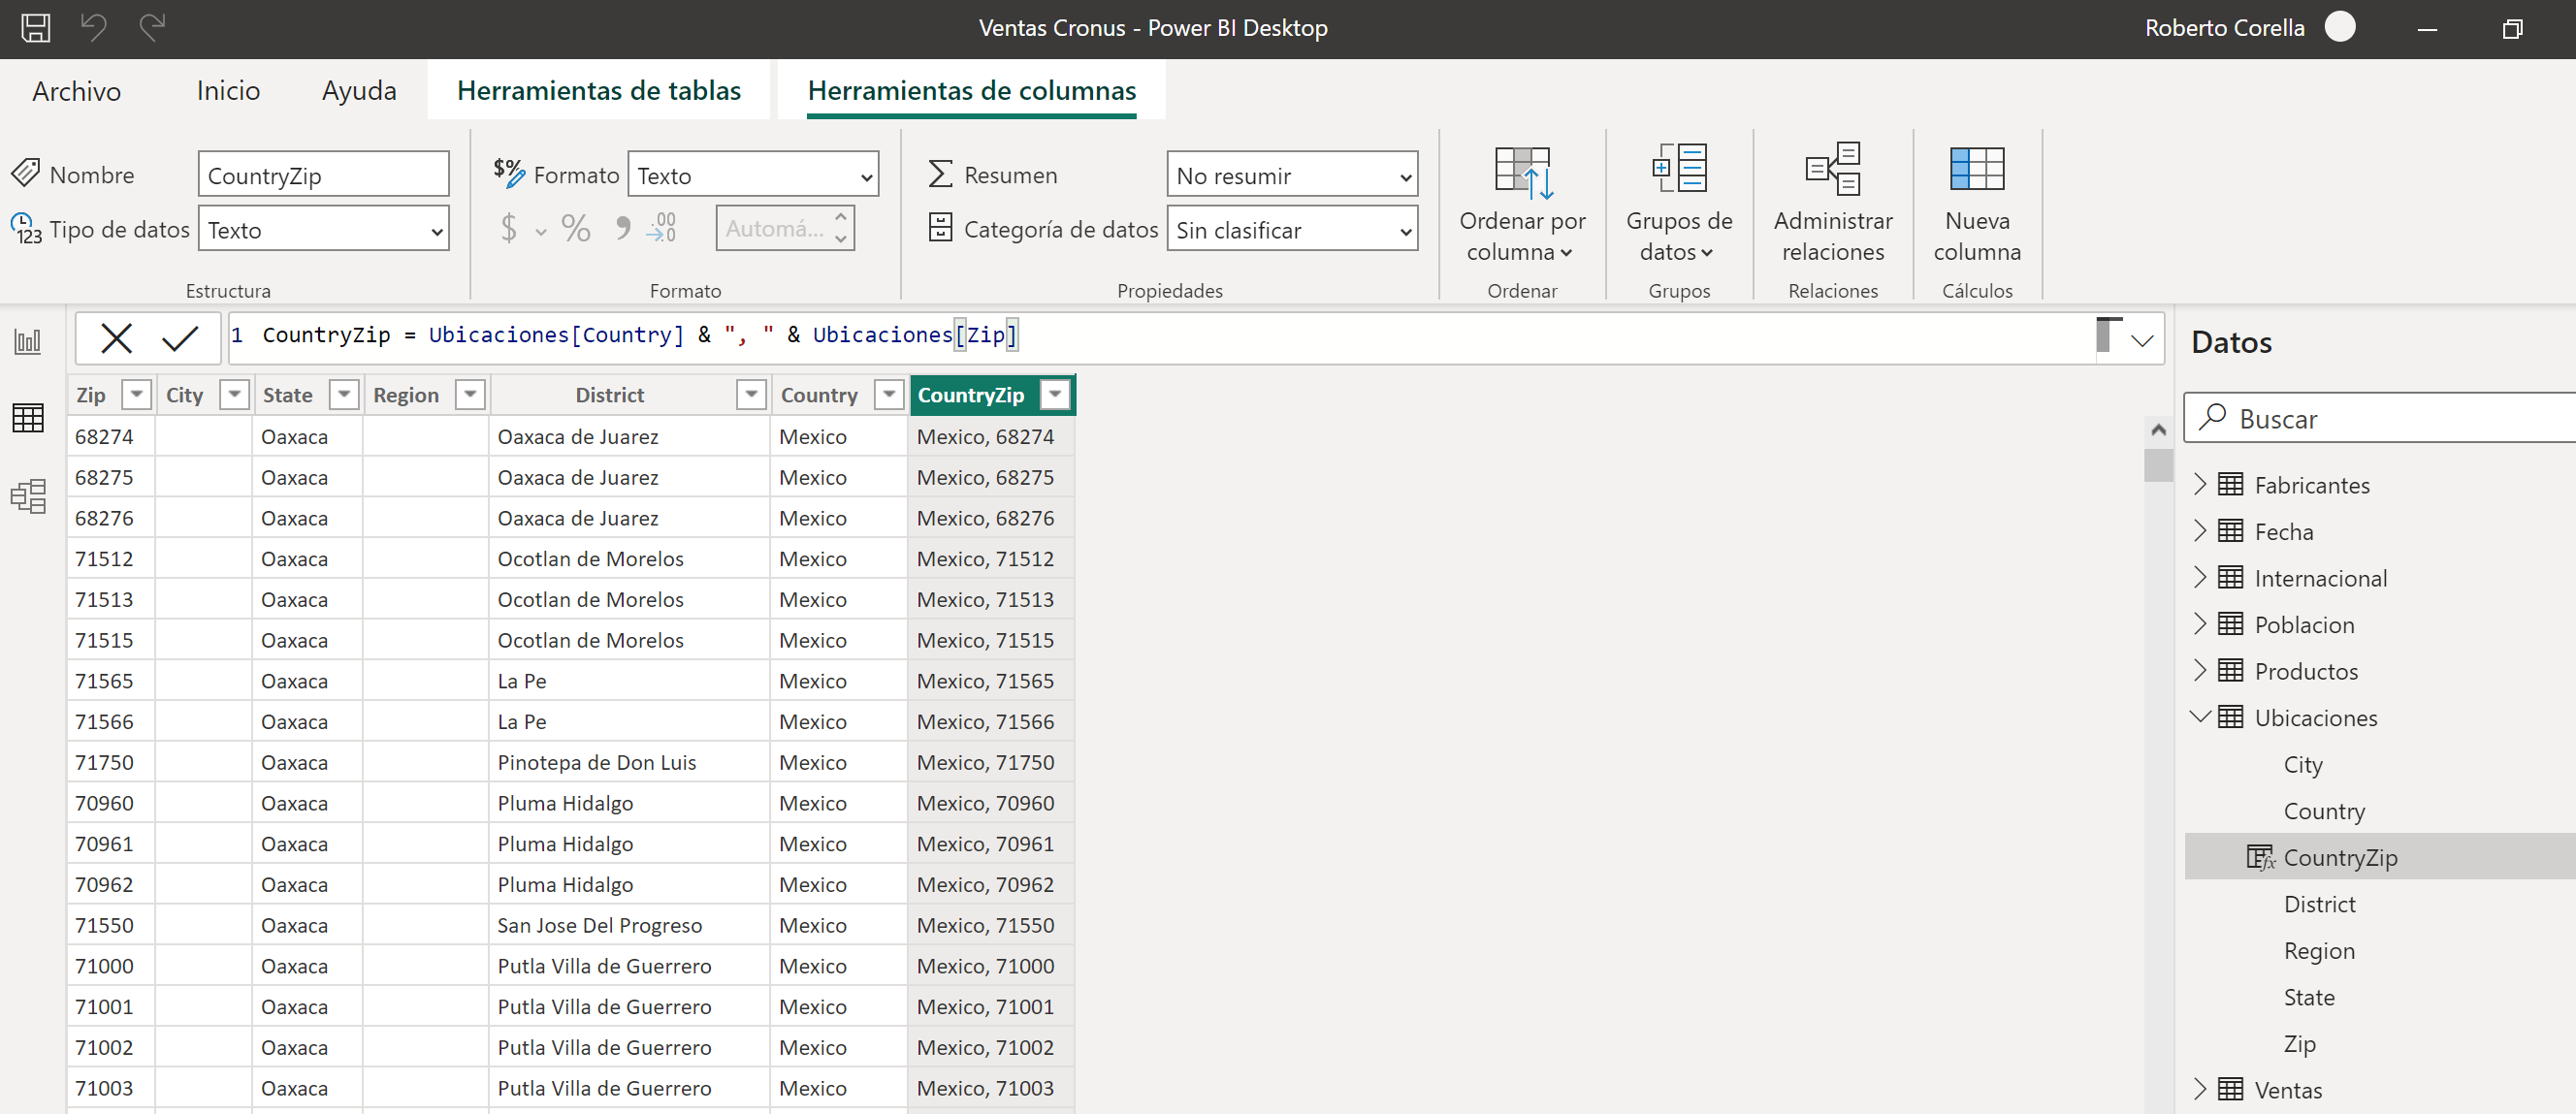 Ventas Cronus - Power BI Desktop
Roberto Corella
Archivo Inicio Ayuda Herramientas de tablas Herramientas de columnas
Nombre CountryZip
Tipo de datos Texto
Estructura
$% Formato Texto
$ % , .00 .0 Automá...
Formato
Resumen No resumir
Categoría de datos Sin clasificar
Propiedades
Ordenar por
columna
Ordenar
Grupos de
datos
Grupos
Administrar
relaciones
Relaciones
Nueva
columna
Cálculos
1 CountryZip = Ubicaciones[Country] & ", " & Ubicaciones[Zip]
Zip City State Region District Country CountryZip
68274 Oaxaca Oaxaca de Juarez Mexico Mexico, 68274
68275 Oaxaca Oaxaca de Juarez Mexico Mexico, 68275
68276 Oaxaca Oaxaca de Juarez Mexico Mexico, 68276
71512 Oaxaca Ocotlan de Morelos Mexico Mexico, 71512
71513 Oaxaca Ocotlan de Morelos Mexico Mexico, 71513
71515 Oaxaca Ocotlan de Morelos Mexico Mexico, 71515
71565 Oaxaca La Pe Mexico Mexico, 71565
71566 Oaxaca La Pe Mexico Mexico, 71566
71750 Oaxaca Pinotepa de Don Luis Mexico Mexico, 71750
70960 Oaxaca Pluma Hidalgo Mexico Mexico, 70960
70961 Oaxaca Pluma Hidalgo Mexico Mexico, 70961
70962 Oaxaca Pluma Hidalgo Mexico Mexico, 70962
71550 Oaxaca San Jose Del Progreso Mexico Mexico, 71550
71000 Oaxaca Putla Villa de Guerrero Mexico Mexico, 71000
71001 Oaxaca Putla Villa de Guerrero Mexico Mexico, 71001
71002 Oaxaca Putla Villa de Guerrero Mexico Mexico, 71002
71003 Oaxaca Putla Villa de Guerrero Mexico Mexico, 71003
Datos
Buscar
Fabricantes
Fecha
Internacional
Poblacion
Productos
Ubicaciones
City
Country
CountryZip
District
Region
State
Zip
Ventas